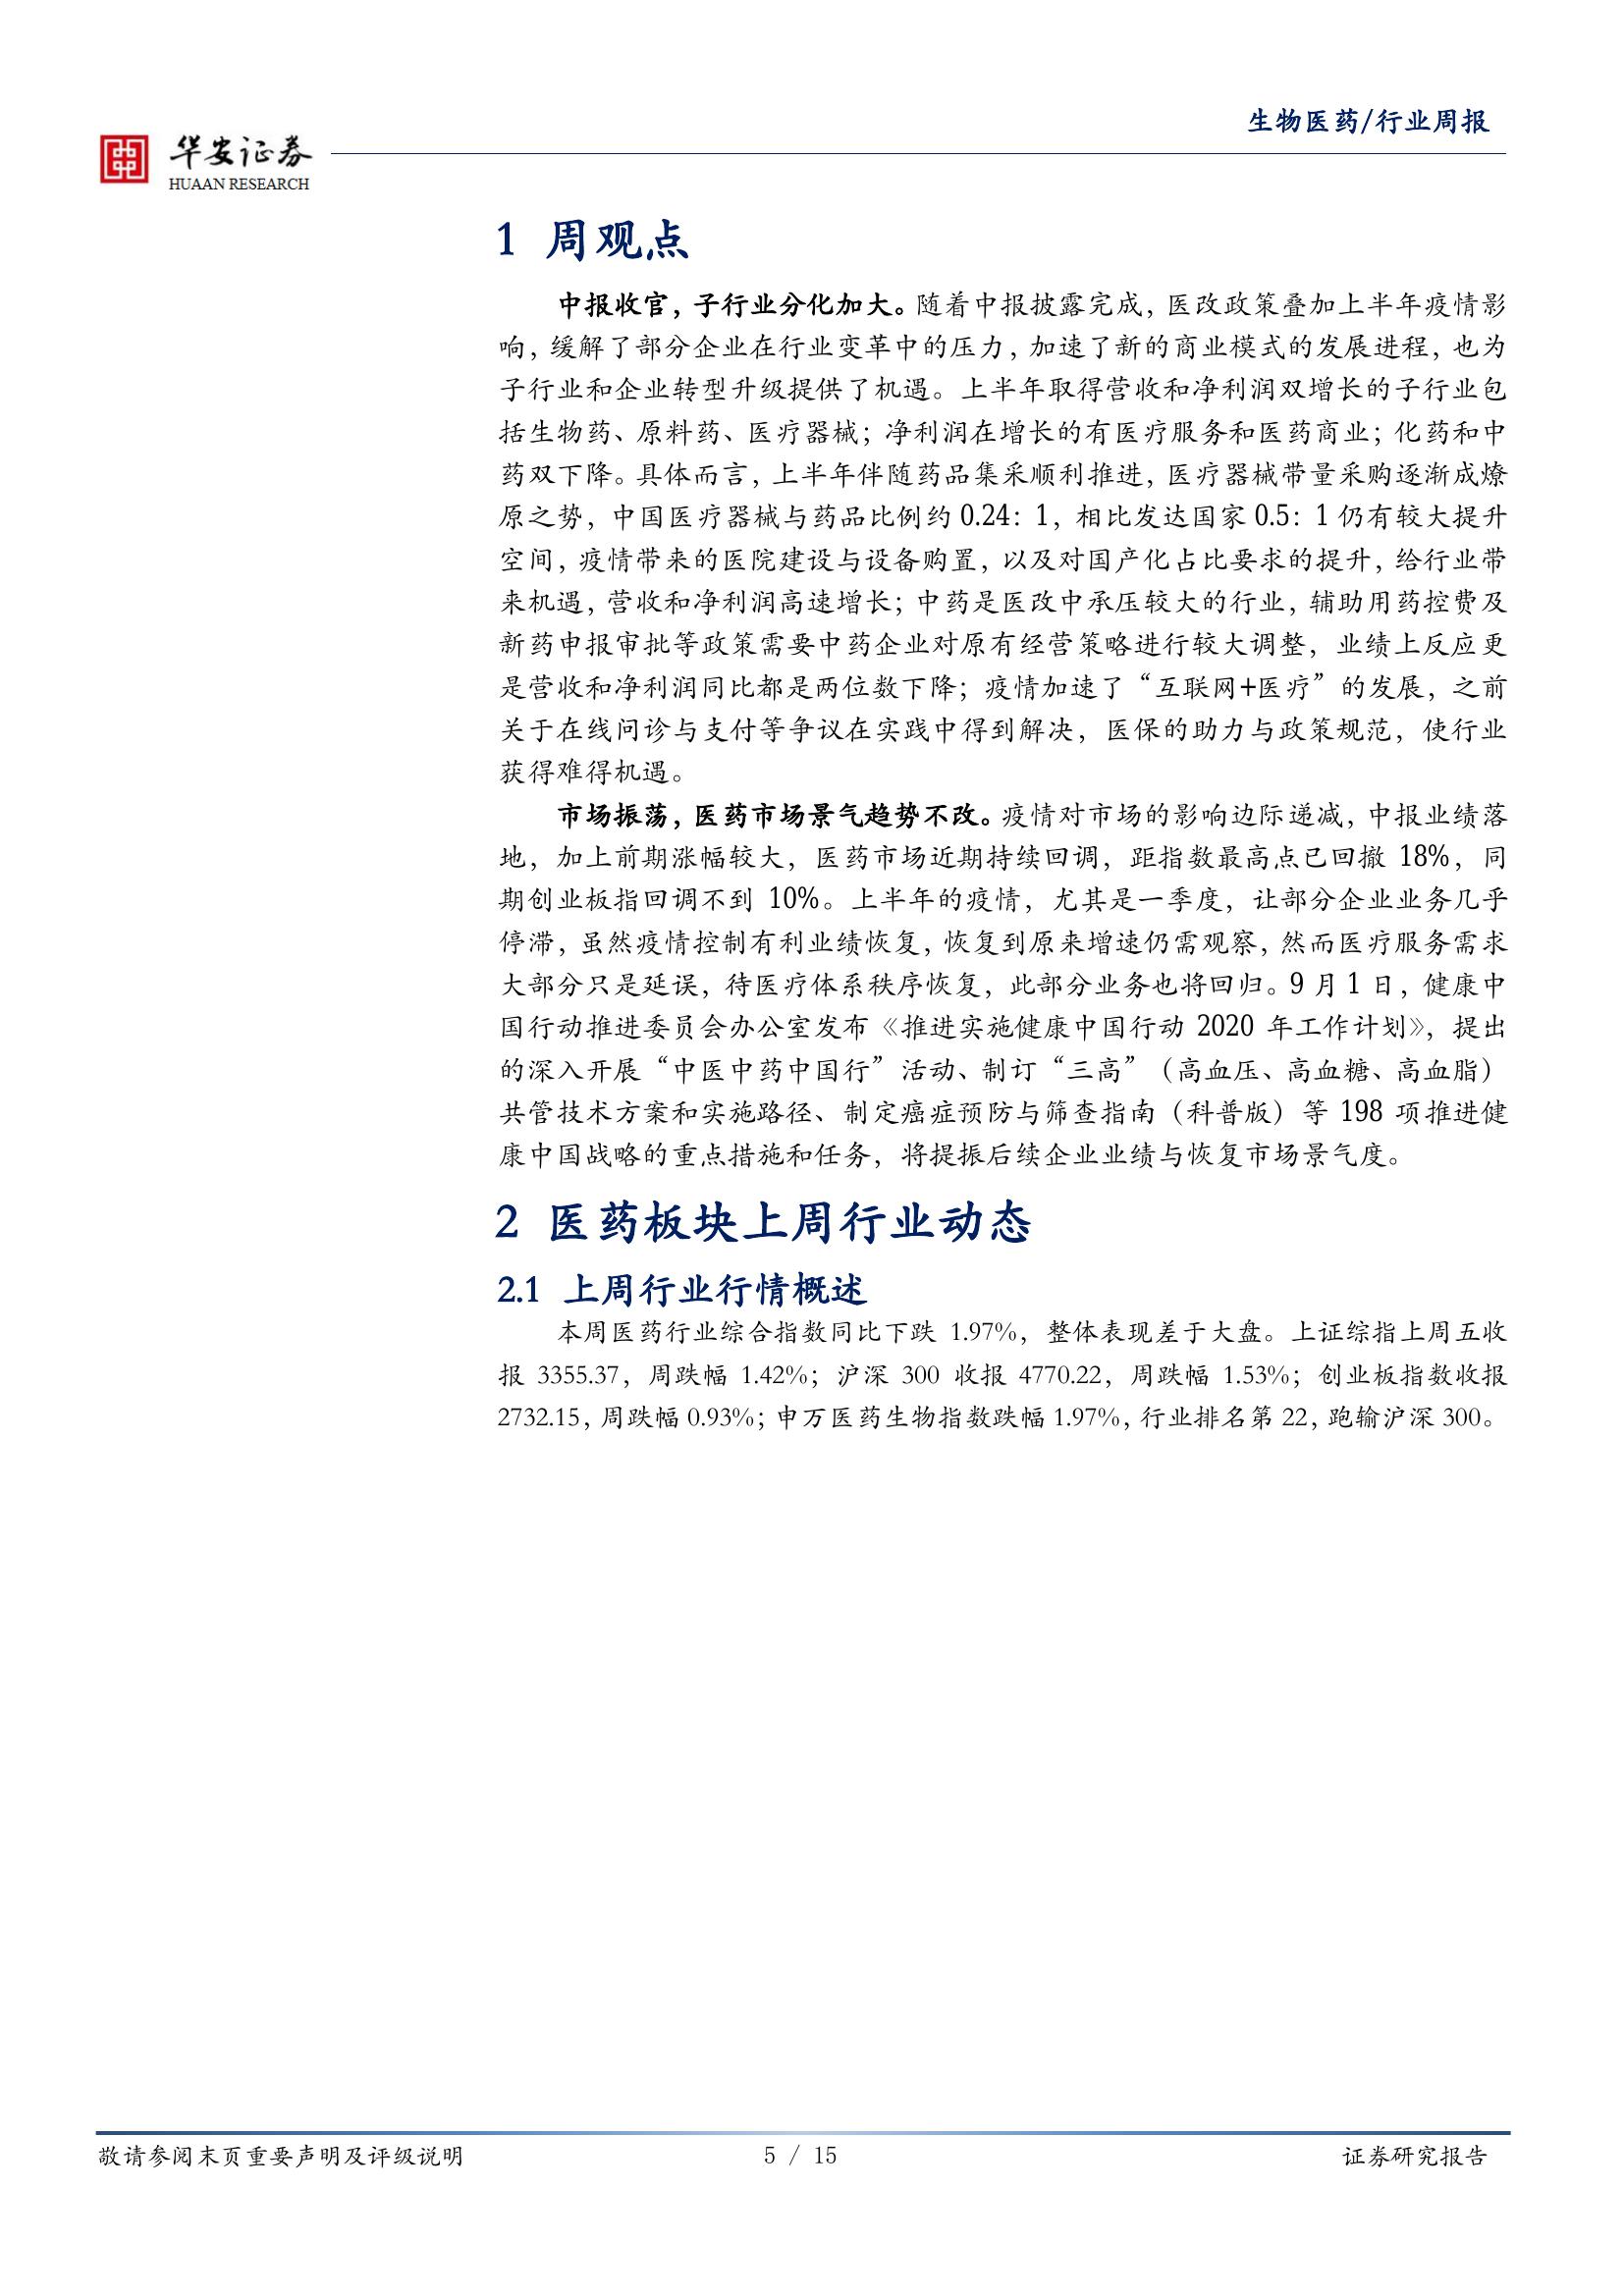 生物医药/行业周报
华安证券
HUAAN RESEARCH
1 周观点
中报收官，子行业分化加大。随着中报披露完成，医改政策叠加上半年疫情影
响，缓解了部分企业在行业变革中的压力，加速了新的商业模式的发展进程，也为
子行业和企业转型升级提供了机遇。上半年取得营收和净利润双增长的子行业包
括生物药、原料药、医疗器械；净利润在增长的有医疗服务和医药商业；化药和中
药双下降。具体而言，上半年伴随药品集采顺利推进，医疗器械带量采购逐渐成燎
原之势，中国医疗器械与药品比例约 0.24：1，相比发达国家 0.5：1 仍有较大提升
空间，疫情带来的医院建设与设备购置，以及对国产化占比要求的提升，给行业带
来机遇，营收和净利润高速增长；中药是医改中承压较大的行业，辅助用药控费及
新药申报审批等政策需要中药企业对原有经营策略进行较大调整，业绩上反应更
是营收和净利润同比都是两位数下降；疫情加速了“互联网+医疗”的发展，之前
关于在线问诊与支付等争议在实践中得到解决，医保的助力与政策规范，使行业
获得难得机遇。
市场振荡，医药市场景气趋势不改。疫情对市场的影响边际递减，中报业绩落
地，加上前期涨幅较大，医药市场近期持续回调，距指数最高点已回撤 18%，同
期创业板指回调不到 10%。上半年的疫情，尤其是一季度，让部分企业业务几乎
停滞，虽然疫情控制有利业绩恢复，恢复到原来增速仍需观察，然而医疗服务需求
大部分只是延误，待医疗体系秩序恢复，此部分业务也将回归。9 月 1 日，健康中
国行动推进委员会办公室发布《推进实施健康中国行动 2020 年工作计划》，提出
的深入开展“中医中药中国行”活动、制订“三高”（高血压、高血糖、高血脂）
共管技术方案和实施路径、制定癌症预防与筛查指南（科普版）等 198 项推进健
康中国战略的重点措施和任务，将提振后续企业业绩与恢复市场景气度。
2 医药板块上周行业动态
2.1 上周行业行情概述
本周医药行业综合指数同比下跌 1.97%，整体表现差于大盘。上证综指上周五收
报 3355.37，周跌幅 1.42%；沪深 300 收报 4770.22，周跌幅 1.53%；创业板指数收报
2732.15，周跌幅 0.93%；申万医药生物指数跌幅 1.97%，行业排名第 22，跑输沪深 300。
敬请参阅末页重要声明及评级说明
5 / 15
证券研究报告